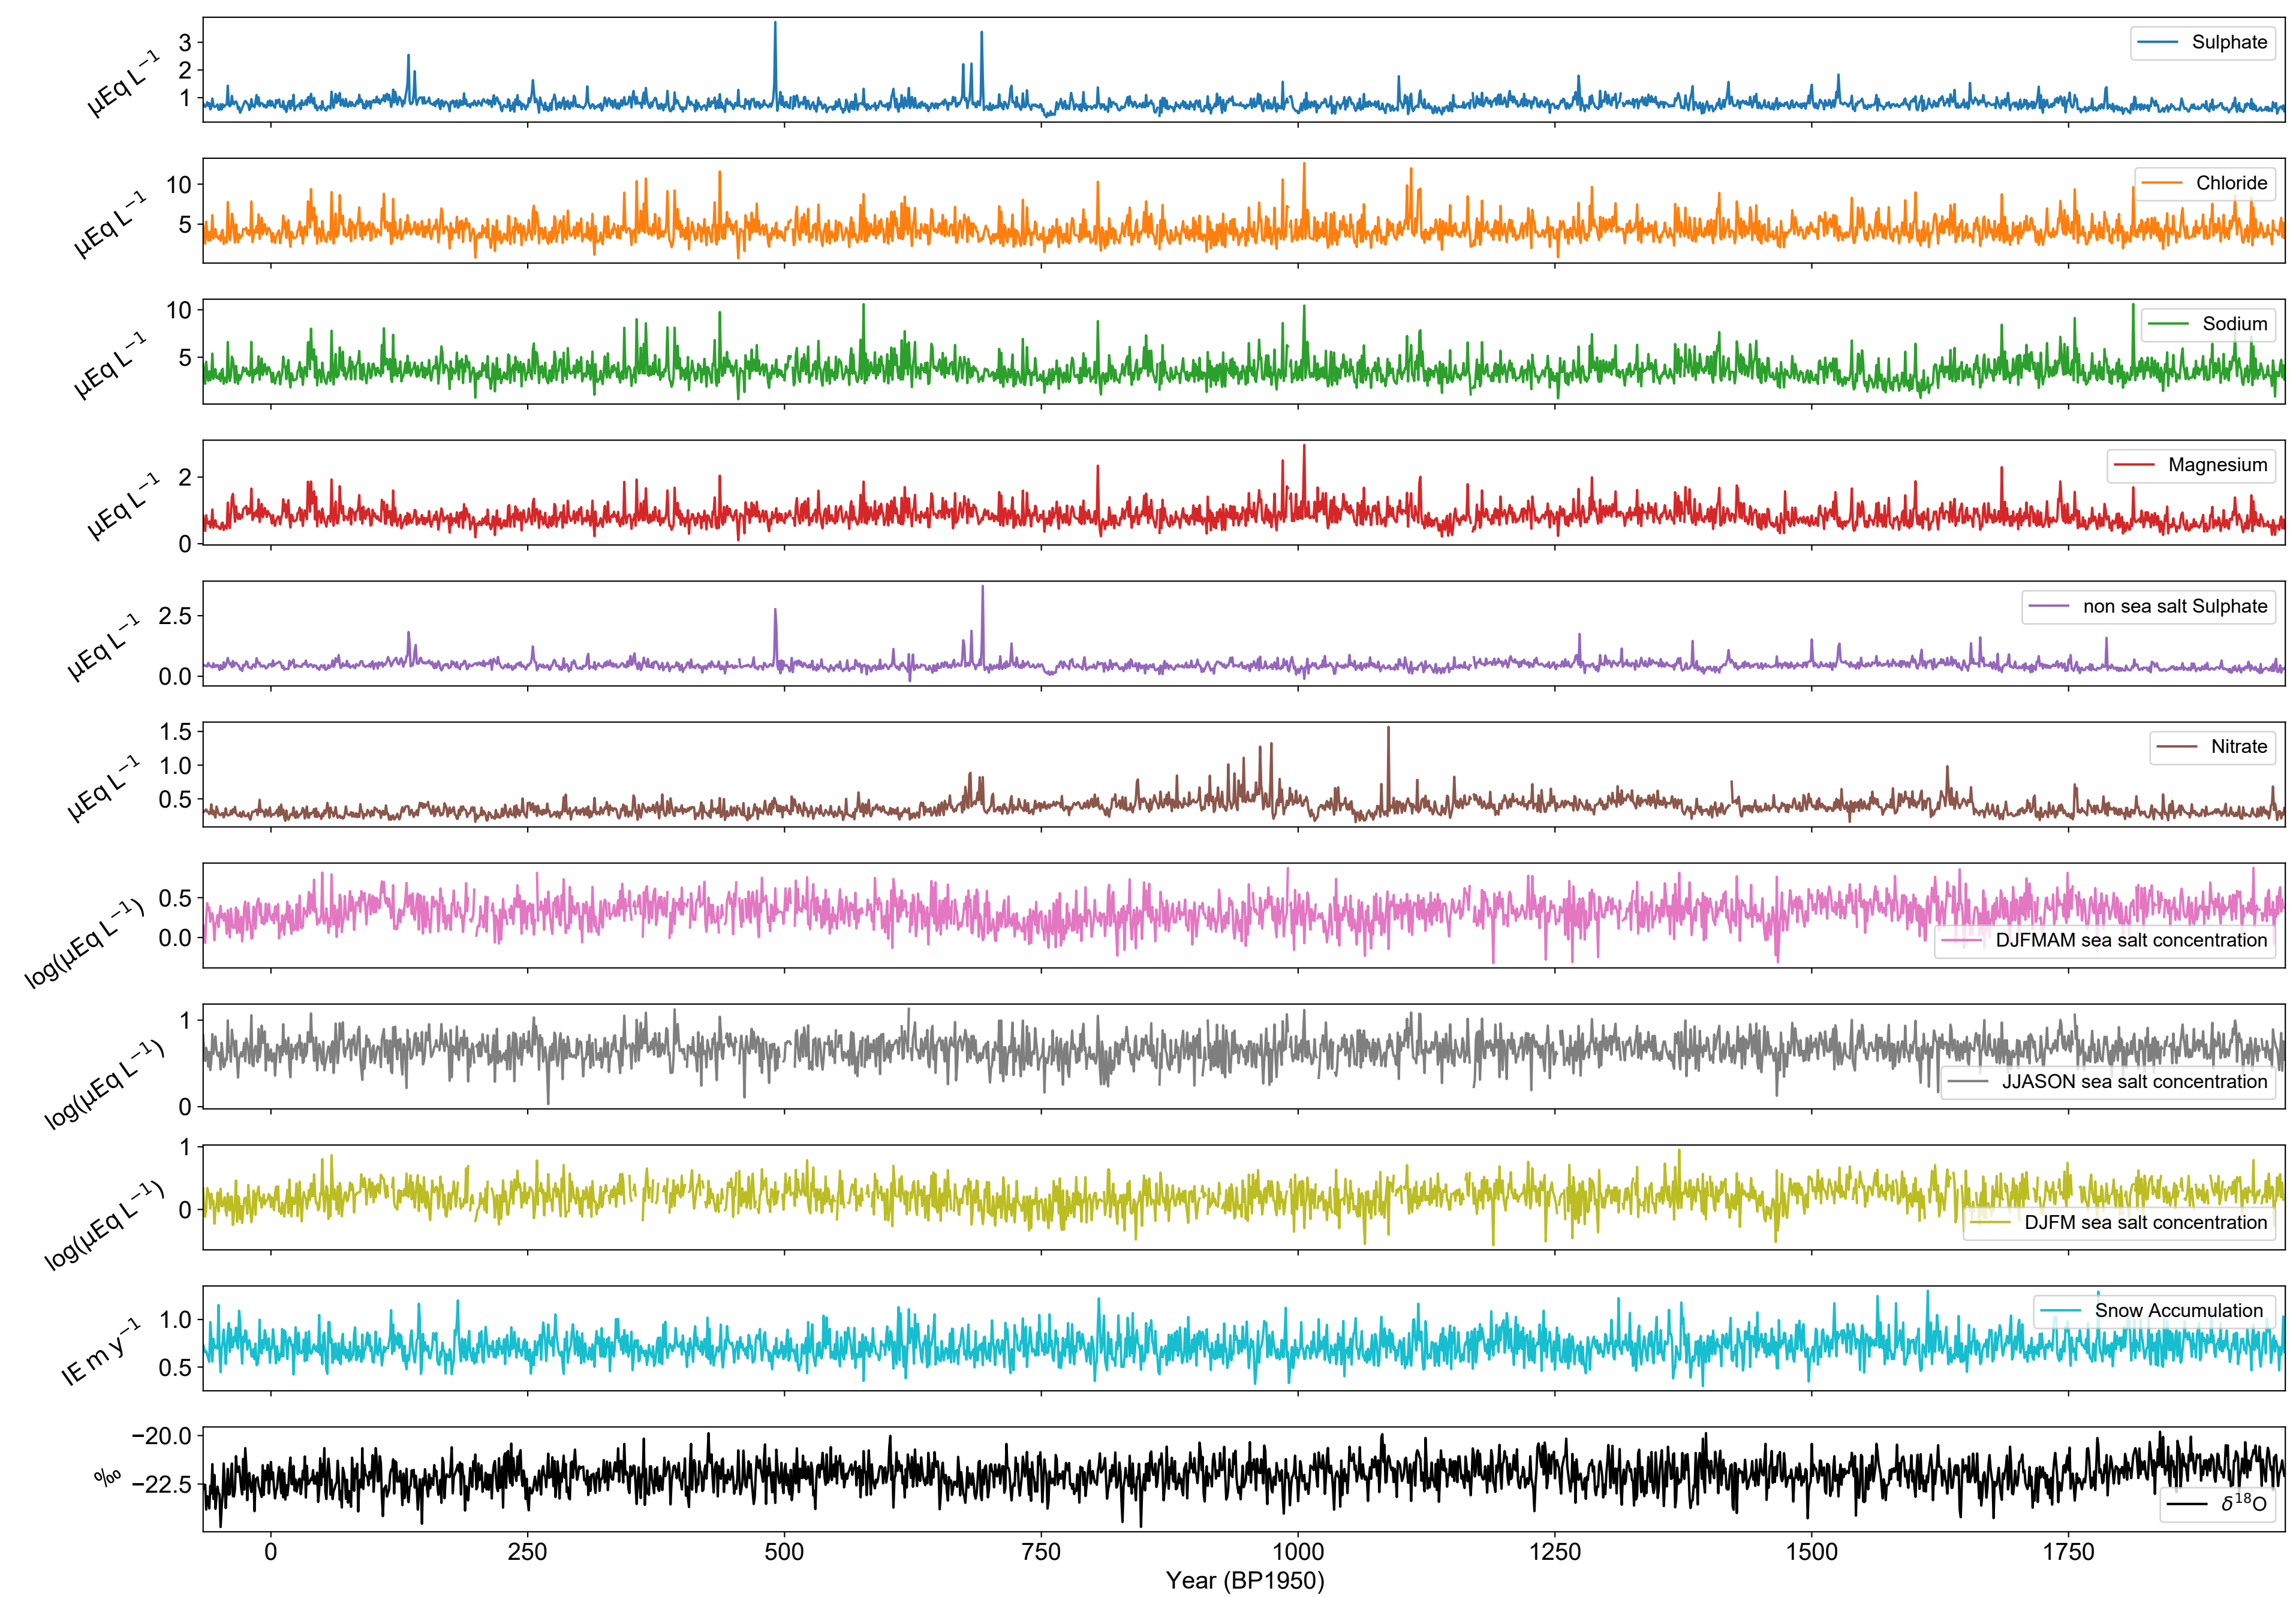 3
2
1
µEq L⁻¹
Sulphate
10
5
µEq L⁻¹
Chloride
10
5
µEq L⁻¹
Sodium
2
0
µEq L⁻¹
Magnesium
2.5
0.0
µEq L⁻¹
non sea salt Sulphate
1.5
1.0
0.5
µEq L⁻¹
Nitrate
0.5
0.0
log(µEq L⁻¹)
DJFMAM sea salt concentration
1
0
log(µEq L⁻¹)
JJASON sea salt concentration
1
0
log(µEq L⁻¹)
DJFM sea salt concentration
1.0
0.5
IE m y⁻¹
Snow Accumulation
−20.0
−22.5
‰
δ¹⁸O
0 250 500 750 1000 1250 1500 1750
Year (BP1950)